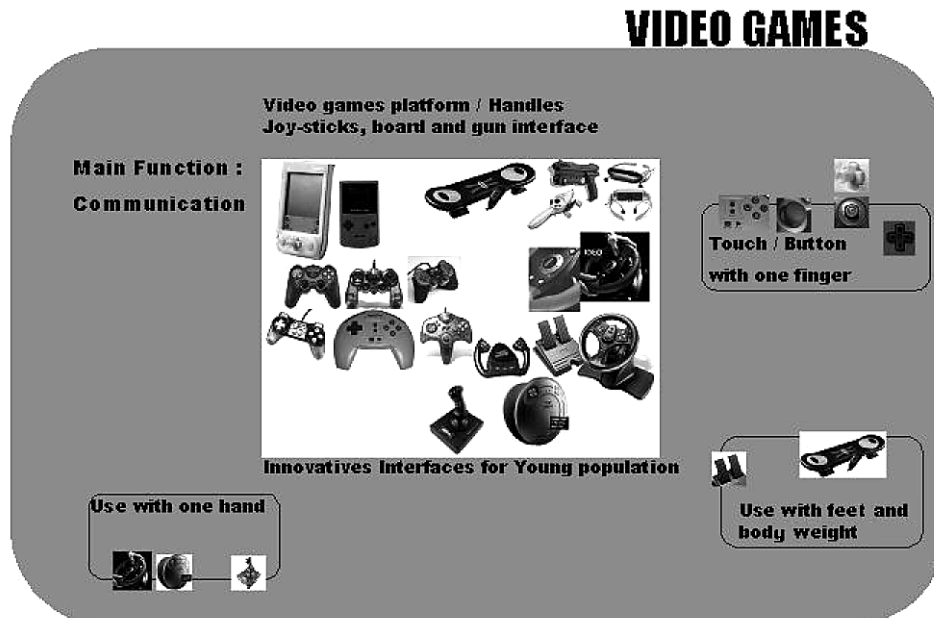 VIDEO GAMES
Video games platform / Handles
Joy-sticks, board and gun interface
Main Function :
Communication
Touch / Button
with one finger
Innovatives Interfaces for Young population
Use with one hand
Use with feet and
body weight